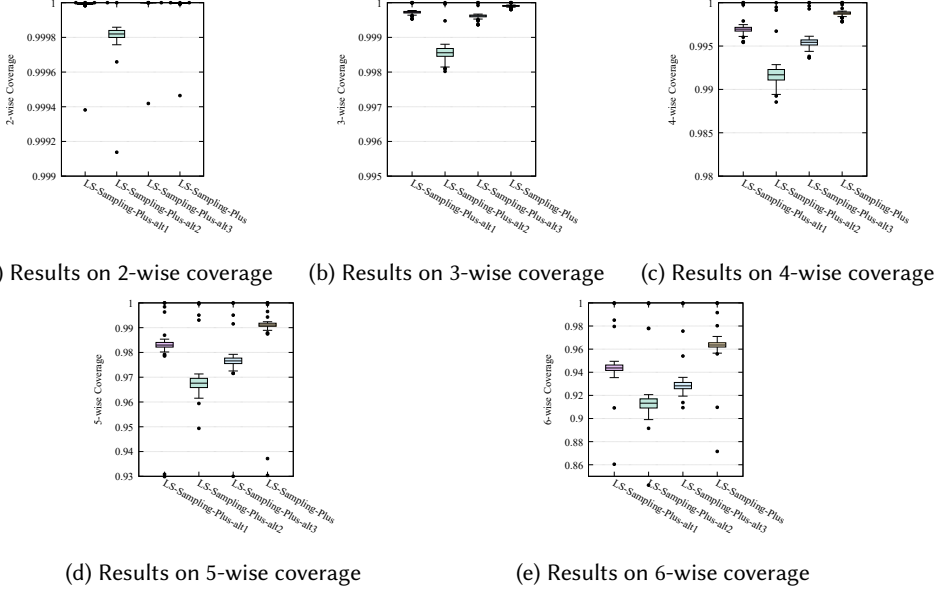 1
0.9998
0.9996
0.9994
0.9992
0.999
2-wise Coverage
LS-Sampling-Plus-alt1
LS-Sampling-Plus-alt2
LS-Sampling-Plus-alt3
LS-Sampling-Plus
1
0.999
0.998
0.997
0.996
0.995
3-wise Coverage
LS-Sampling-Plus-alt1
LS-Sampling-Plus-alt2
LS-Sampling-Plus-alt3
LS-Sampling-Plus
1
0.995
0.99
0.985
0.98
4-wise Coverage
LS-Sampling-Plus-alt1
LS-Sampling-Plus-alt2
LS-Sampling-Plus-alt3
LS-Sampling-Plus
) Results on 2-wise coverage
(b) Results on 3-wise coverage
(c) Results on 4-wise coverage
1
0.99
0.98
0.97
0.96
0.95
0.94
0.93
5-wise Coverage
LS-Sampling-Plus-alt1
LS-Sampling-Plus-alt2
LS-Sampling-Plus-alt3
LS-Sampling-Plus
1
0.98
0.96
0.94
0.92
0.9
0.88
0.86
6-wise Coverage
LS-Sampling-Plus-alt1
LS-Sampling-Plus-alt2
LS-Sampling-Plus-alt3
LS-Sampling-Plus
(d) Results on 5-wise coverage
(e) Results on 6-wise coverage